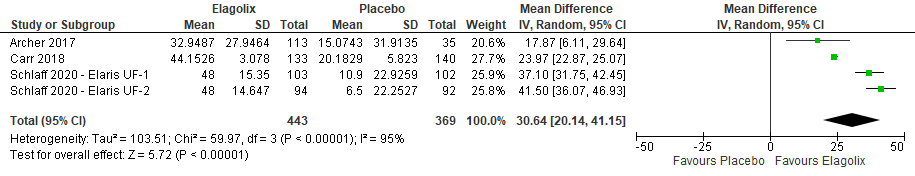 Elagolix Placebo Mean Difference Mean Difference
Study or Subgroup Mean SD Total Mean SD Total Weight IV, Random, 95% CI IV, Random, 95% CI
Archer 2017 32.9487 27.9464 113 15.0743 31.9135 35 20.6% 17.87 [6.11, 29.64]
Carr 2018 44.1526 3.078 133 20.1829 5.823 140 27.7% 23.97 [22.87, 25.07]
Schlaff 2020 - Elaris UF-1 48 15.35 103 10.9 22.9259 102 25.9% 37.10 [31.75, 42.45]
Schlaff 2020 - Elaris UF-2 48 14.647 94 6.5 22.2527 92 25.8% 41.50 [36.07, 46.93]
Total (95% CI) 443 369 100.0% 30.64 [20.14, 41.15]
Heterogeneity: Tau² = 103.51; Chi² = 59.97, df = 3 (P < 0.00001); I² = 95%
Test for overall effect: Z = 5.72 (P < 0.00001)
-50 -25 0 25 50
Favours Placebo Favours Elagolix